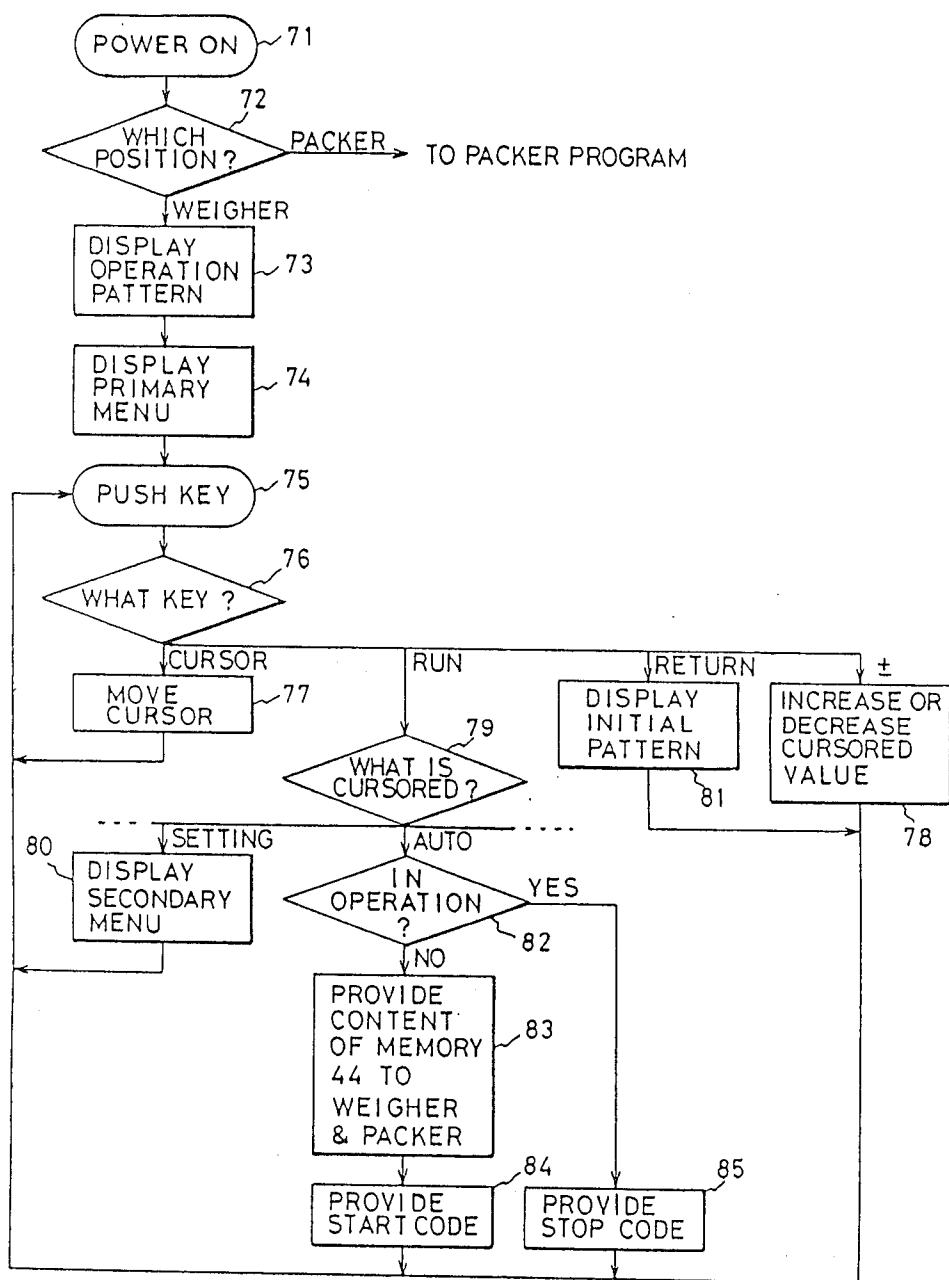 POWER ON
71
72
WHICH
POSITION ?
PACKER
TO PACKER PROGRAM
WEIGHER
DISPLAY
OPERATION
PATTERN
73
DISPLAY
PRIMARY
MENU
74
PUSH KEY
75
76
WHAT KEY ?
CURSOR
RUN
RETURN
±
MOVE
CURSOR
77
DISPLAY
INITIAL
PATTERN
81
INCREASE OR
DECREASE
CURSORED
VALUE
78
79
WHAT IS
CURSORED ?
SETTING
AUTO
80
DISPLAY
SECONDARY
MENU
IN
OPERATION
?
YES
82
NO
PROVIDE
CONTENT
OF MEMORY
44 TO
WEIGHER
& PACKER
83
84
PROVIDE
START CODE
85
PROVIDE
STOP CODE